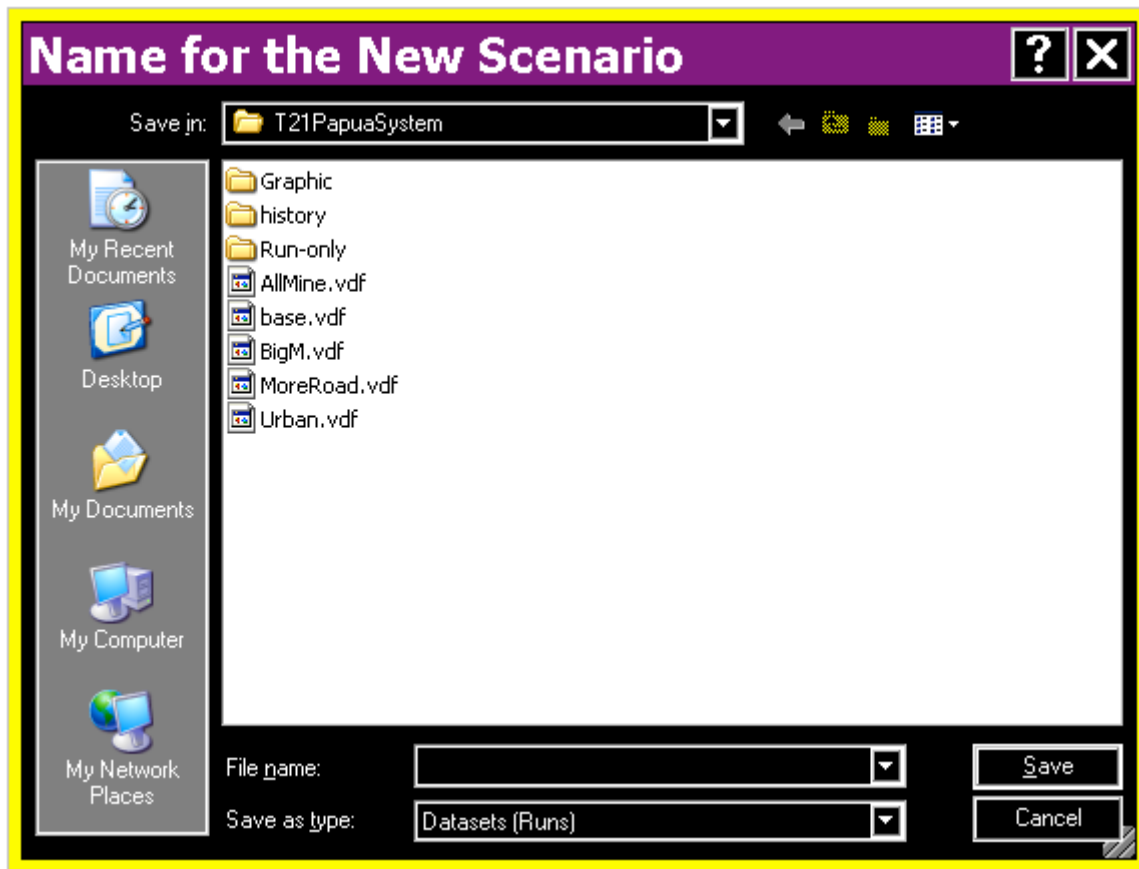 Name for the New Scenario
?
Save in:
T21PapuaSystem
My Recent
Documents
Desktop
My Documents
My Computer
My Network
Places
Graphic
history
Run-only
AllMine.vdf
base.vdf
BigM.vdf
MoreRoad.vdf
Urban.vdf
File name:
Save
Save as type:
Datasets (Runs)
Cancel